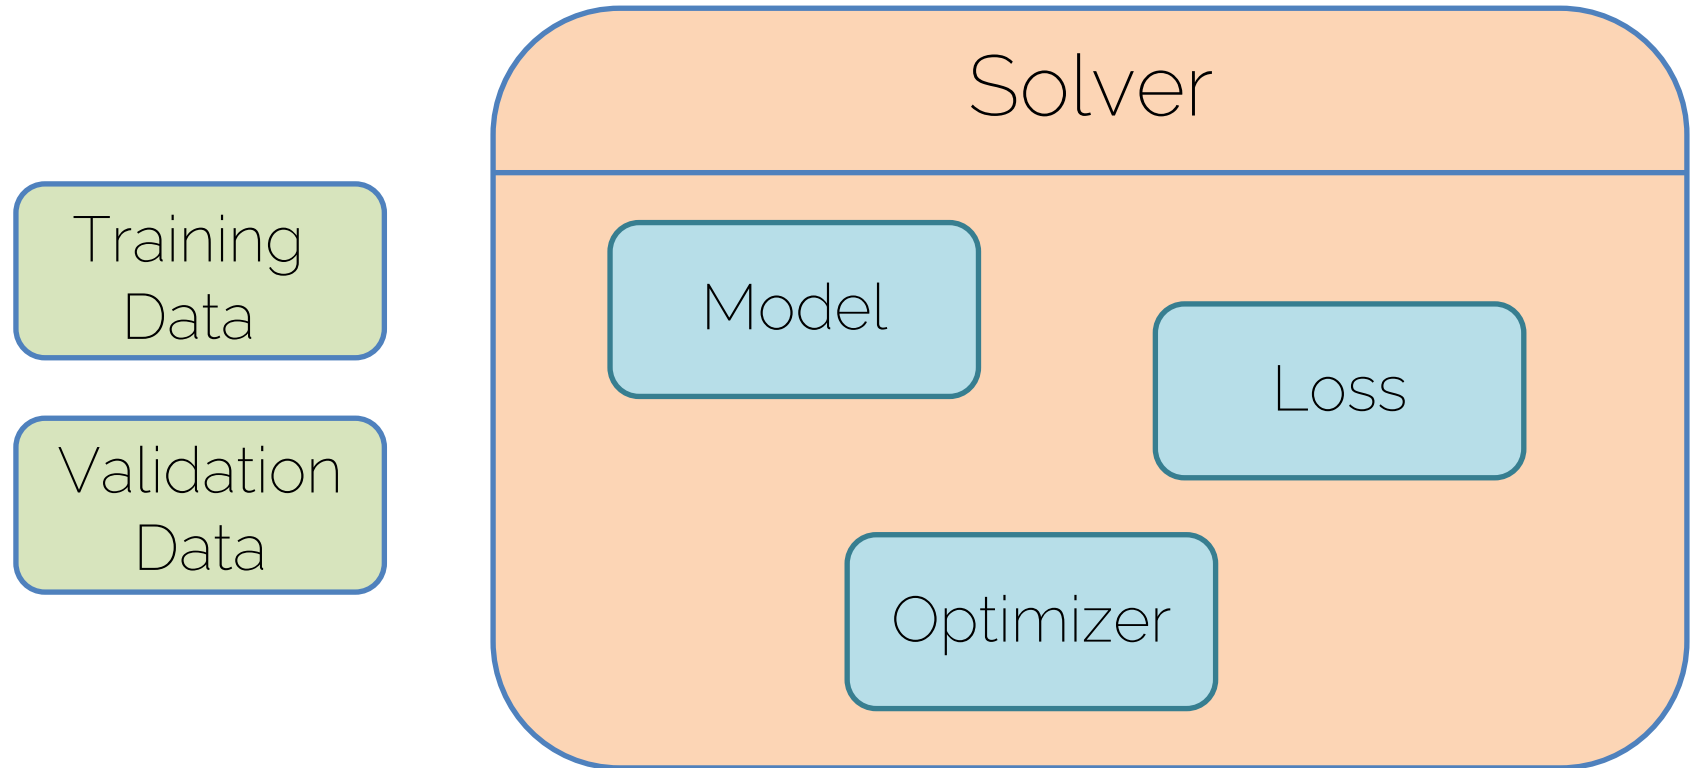 Solver
Training
Data
Model
Loss
Validation
Data
Optimizer